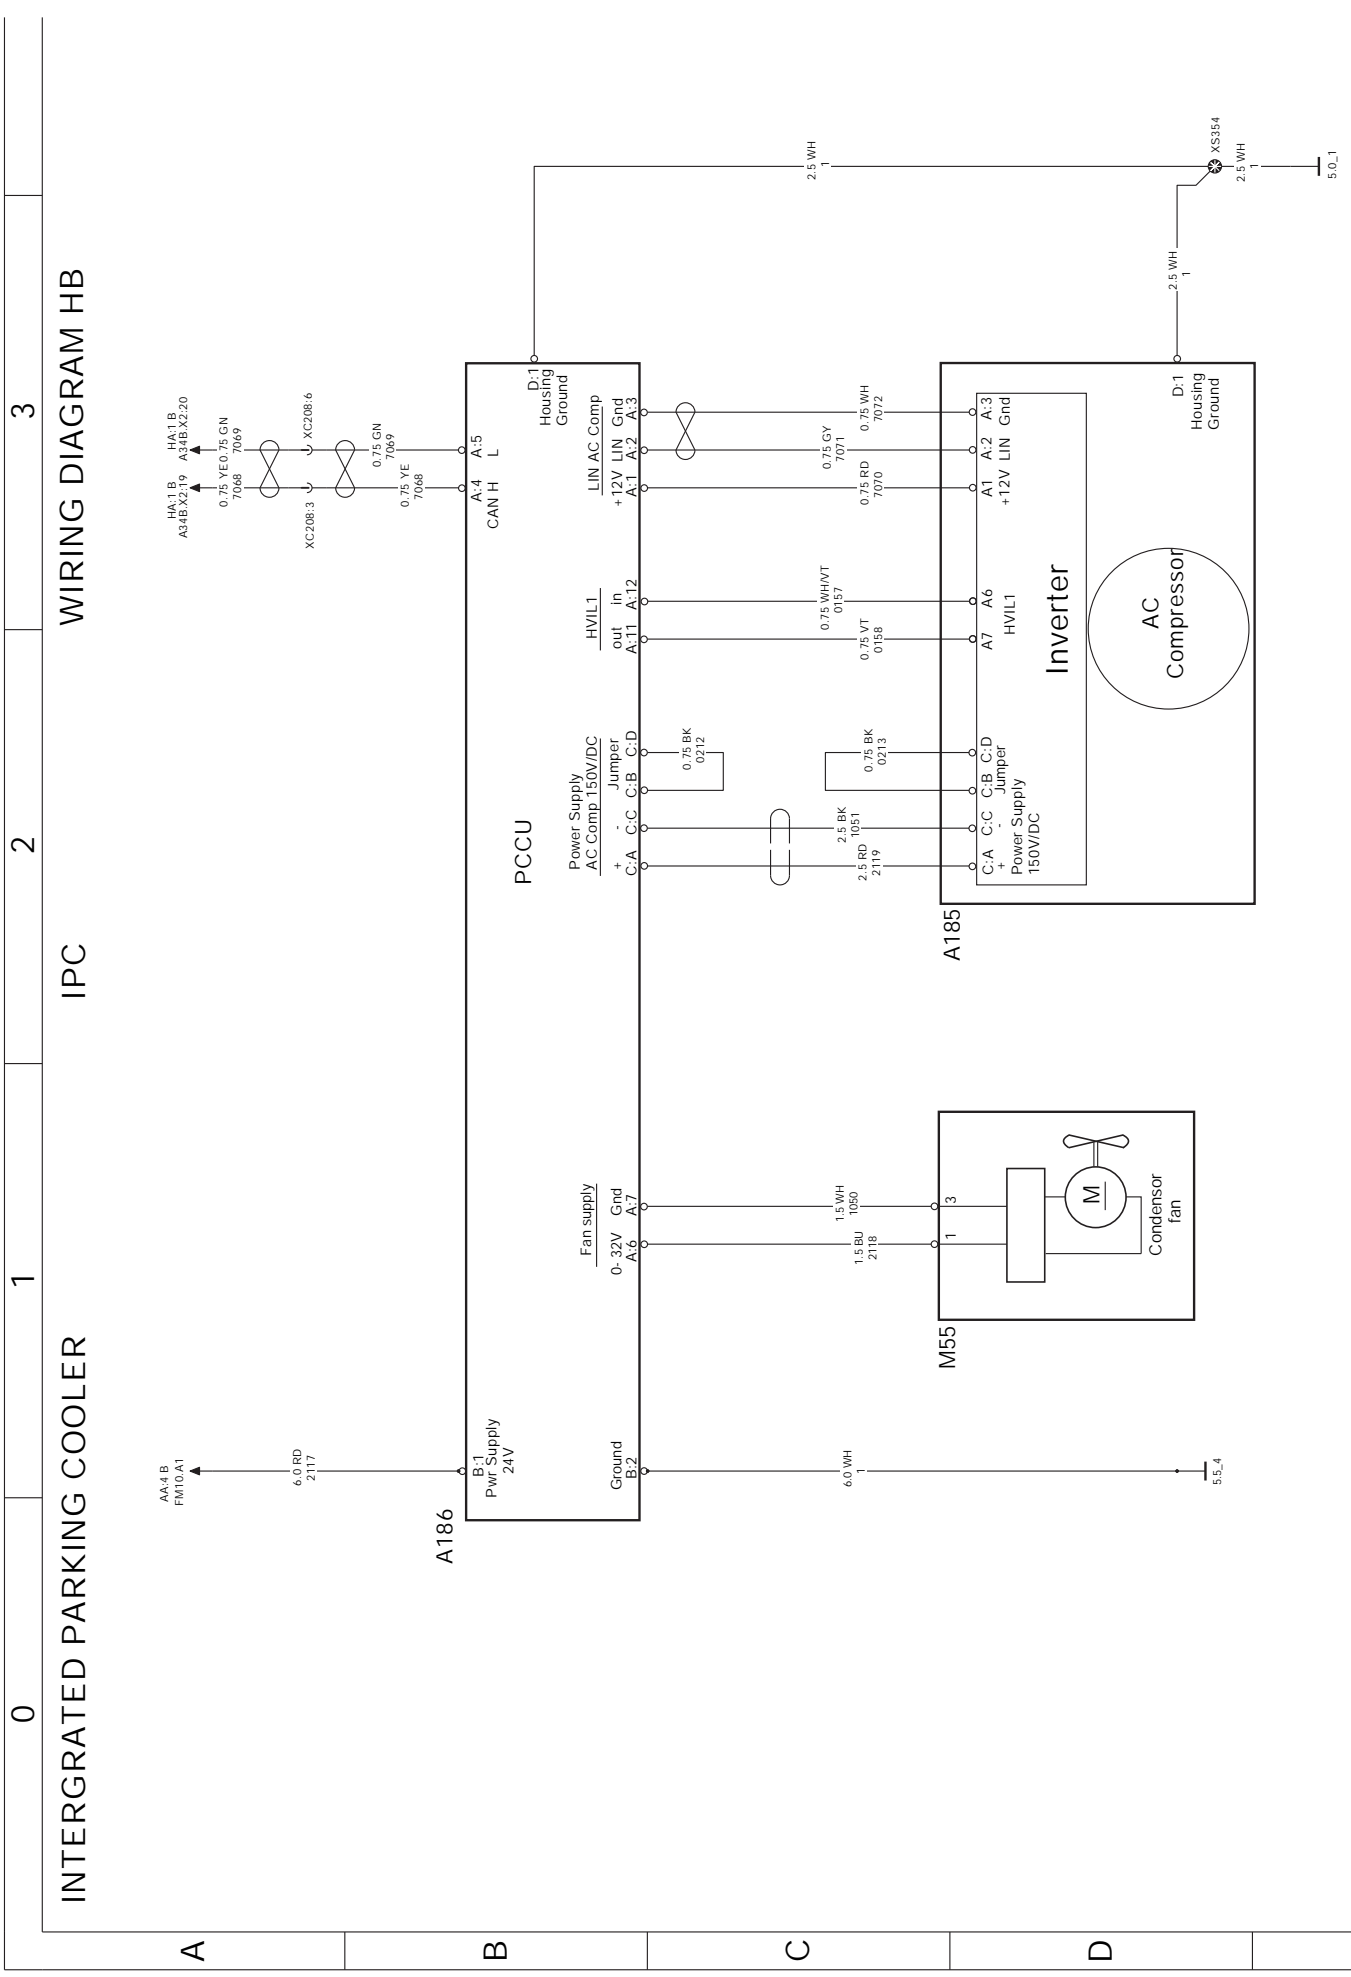 0
1
2
3
INTERGRATED PARKING COOLER
IPC
WIRING DIAGRAM HB
A
B
C
D
AA:4 B
FM10.A1
6.0 RD
2117
HA:1 B
A34B.X2:19
HA:1 B
A34B.X2:20
0.75 YE
7068
0.75 GN
7069
XC208:3
XC208:6
0.75 YE
7068
0.75 GN
7069
A186
B:1
Pwr Supply
24V
A:4
CAN H
A:5
L
PCCU
D:1
Housing
Ground
Ground
B:2
Fan supply
0-32V
A:6
Gnd
A:7
Power Supply
AC Comp 150V/DC
+
C:A
-
C:C
Jumper
C:B
C:D
HVIL1
out
A:11
in
A:12
LIN AC Comp
+12V
A:1
LIN
A:2
Gnd
A:3
0.75 BK
0212
6.0 WH
1
1.5 BU
2118
1.5 WH
1050
2.5 RD
2119
2.5 BK
1051
0.75 BK
0213
0.75 VT
0158
0.75 WH/VT
0157
0.75 RD
7070
0.75 GY
7071
0.75 WH
7072
2.5 WH
1
M55
1
3
M
Condensor
fan
A185
C:A
+
C:C
-
C:B
C:D
Jumper
Power Supply
150V/DC
A7
A6
HVIL1
A1
+12V
A:2
LIN
A:3
Gnd
Inverter
AC
Compressor
D:1
Housing
Ground
2.5 WH
1
XS354
2.5 WH
1
5.5_4
5.0_1